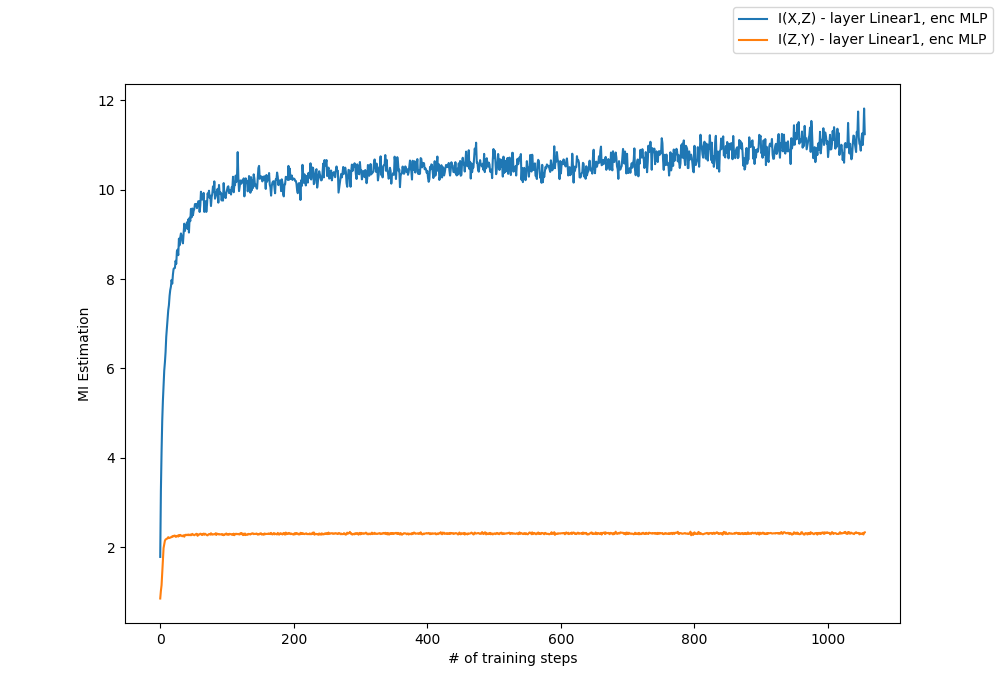 I(X,Z) - layer Linear1, enc MLP
I(Z,Y) - layer Linear1, enc MLP
12
10
8
6
4
2
MI Estimation
0 200 400 600 800 1000
# of training steps